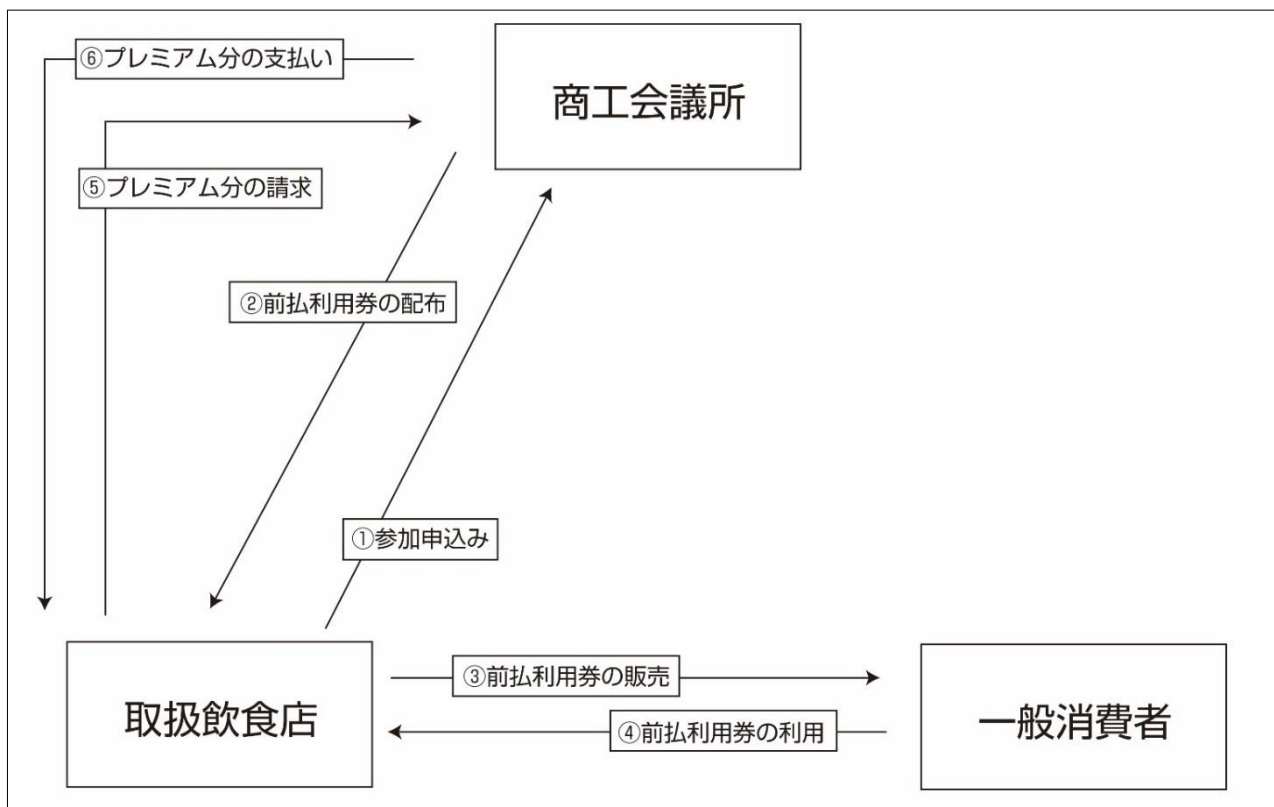 ⑥プレミアム分の支払い
商工会議所
⑤プレミアム分の請求
②前払利用券の配布
①参加申込み
③前払利用券の販売
取扱飲食店
一般消費者
④前払利用券の利用